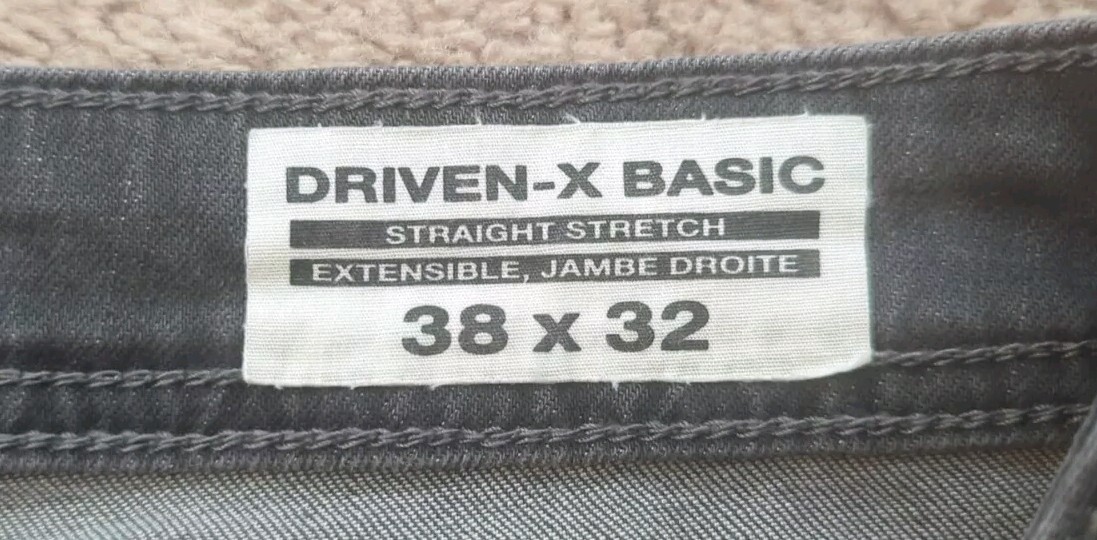 DRIVEN-X BASIC
STRAIGHT STRETCH
EXTENSIBLE, JAMBE DROITE
38 x 32